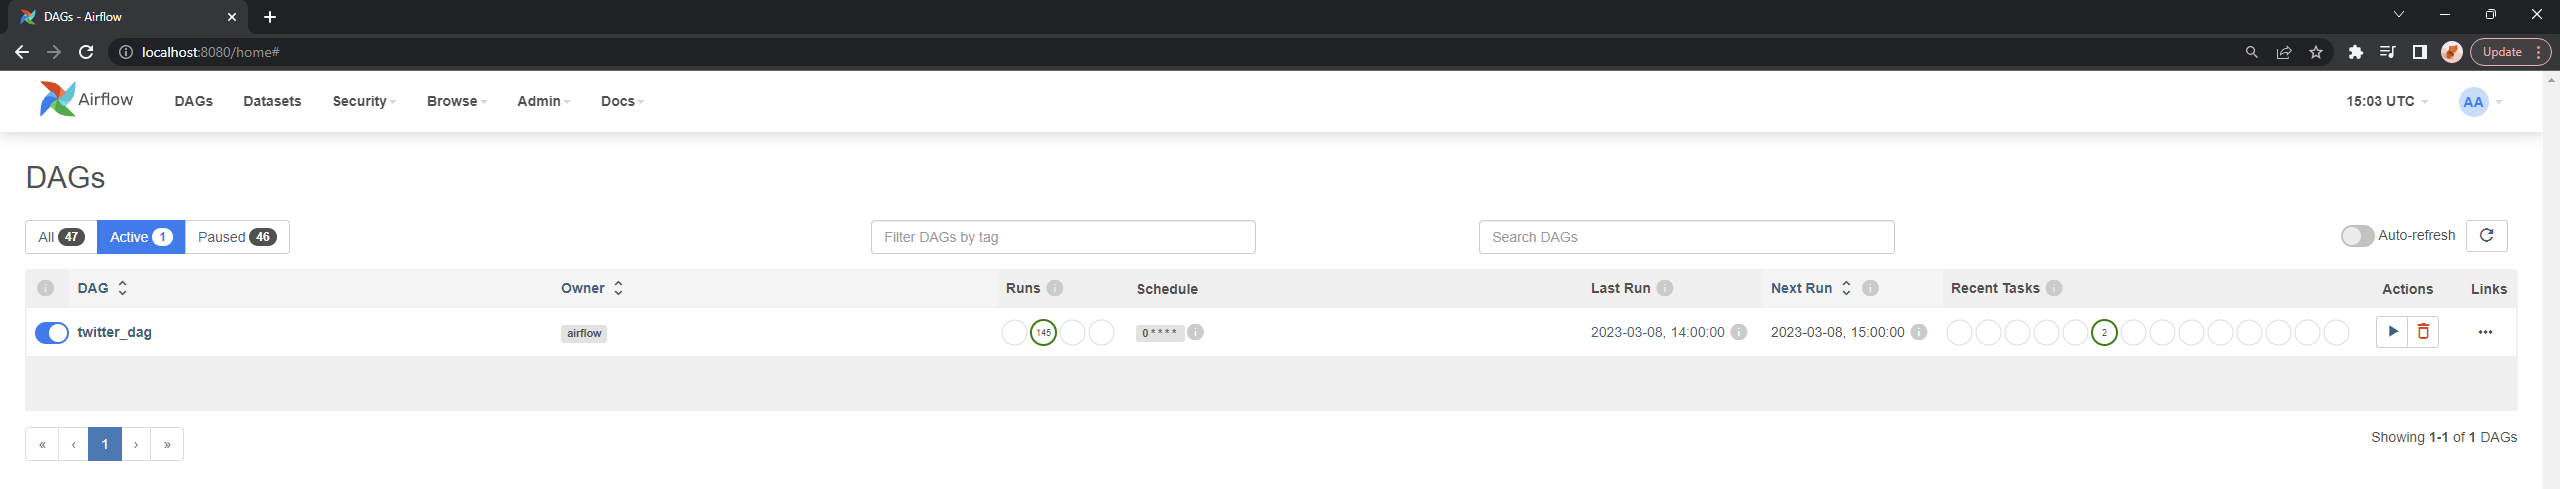 DAGs - Airflow
localhost:8080/home#
Update
Airflow DAGs Datasets Security Browse Admin Docs 15:03 UTC AA
DAGs
All 47 Active 1 Paused 46 Filter DAGs by tag Search DAGs Auto-refresh
DAG Owner Runs Schedule Last Run Next Run Recent Tasks Actions Links
twitter_dag airflow 145 0 * * * * 2023-03-08, 14:00:00 2023-03-08, 15:00:00 2
« ‹ 1 › » Showing 1-1 of 1 DAGs